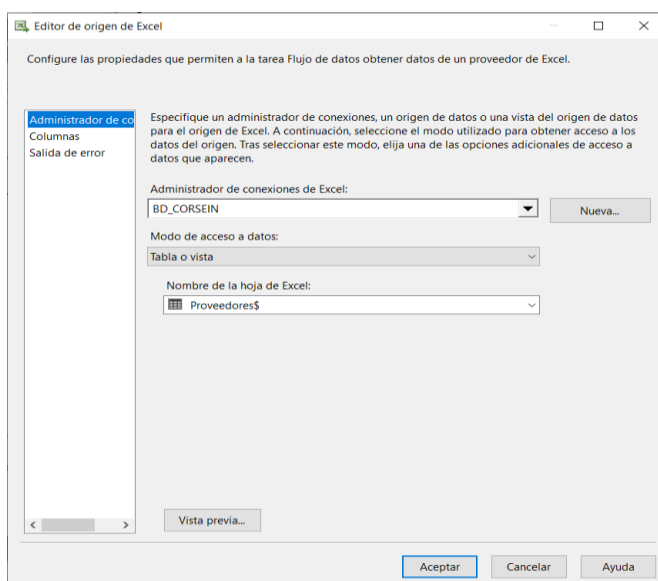 Editor de origen de Excel
Configure las propiedades que permiten a la tarea Flujo de datos obtener datos de un proveedor de Excel.
Administrador de co
Columnas
Salida de error
Especifique un administrador de conexiones, un origen de datos o una vista del origen de datos
para el origen de Excel. A continuación, seleccione el modo utilizado para obtener acceso a los
datos del origen. Tras seleccionar este modo, elija una de las opciones adicionales de acceso a
datos que aparecen.
Administrador de conexiones de Excel:
BD_CORSEIN
Nueva...
Modo de acceso a datos:
Tabla o vista
Nombre de la hoja de Excel:
Proveedores$
Vista previa...
Aceptar
Cancelar
Ayuda